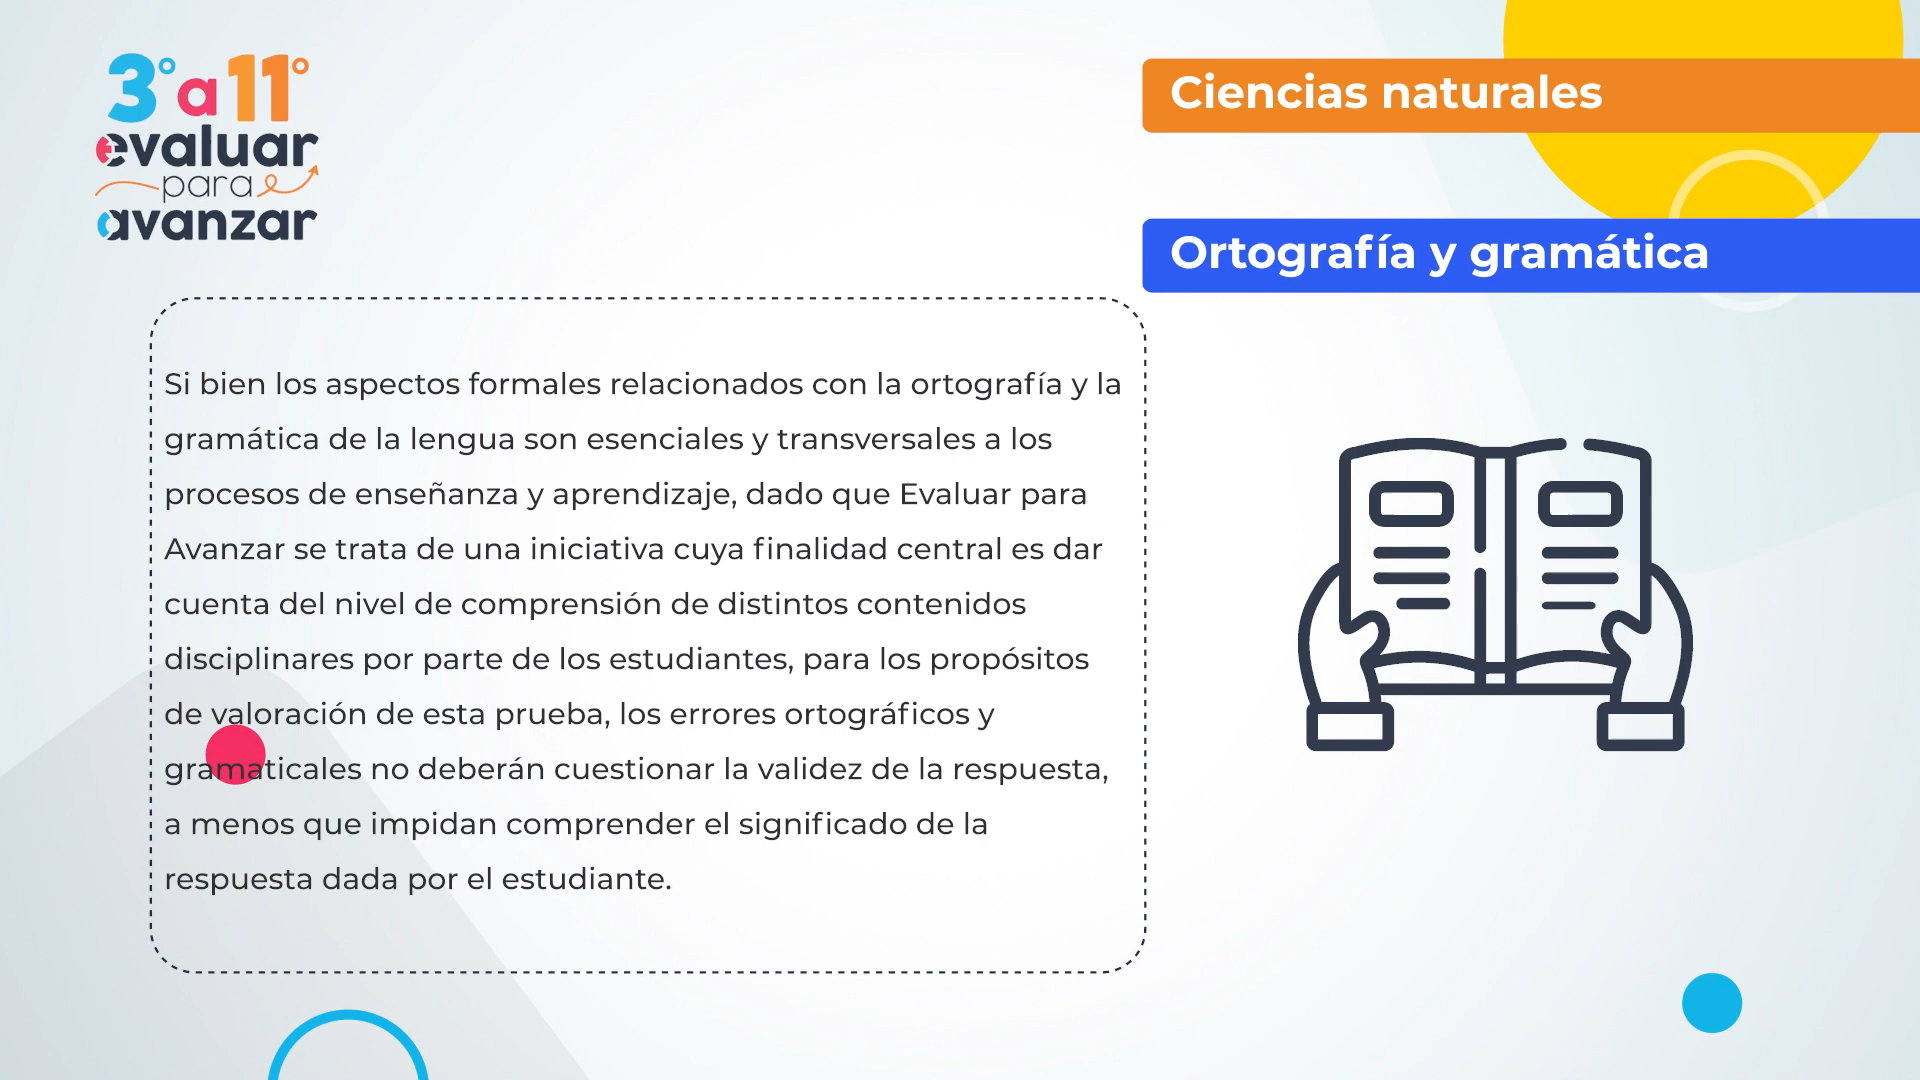 3° a 11°
evaluar
para
avanzar
Ciencias naturales
Ortografía y gramática
Si bien los aspectos formales relacionados con la ortografía y la
gramática de la lengua son esenciales y transversales a los
procesos de enseñanza y aprendizaje, dado que Evaluar para
Avanzar se trata de una iniciativa cuya finalidad central es dar
cuenta del nivel de comprensión de distintos contenidos
disciplinares por parte de los estudiantes, para los propósitos
de valoración de esta prueba, los errores ortográficos y
gramaticales no deberán cuestionar la validez de la respuesta,
a menos que impidan comprender el significado de la
respuesta dada por el estudiante.